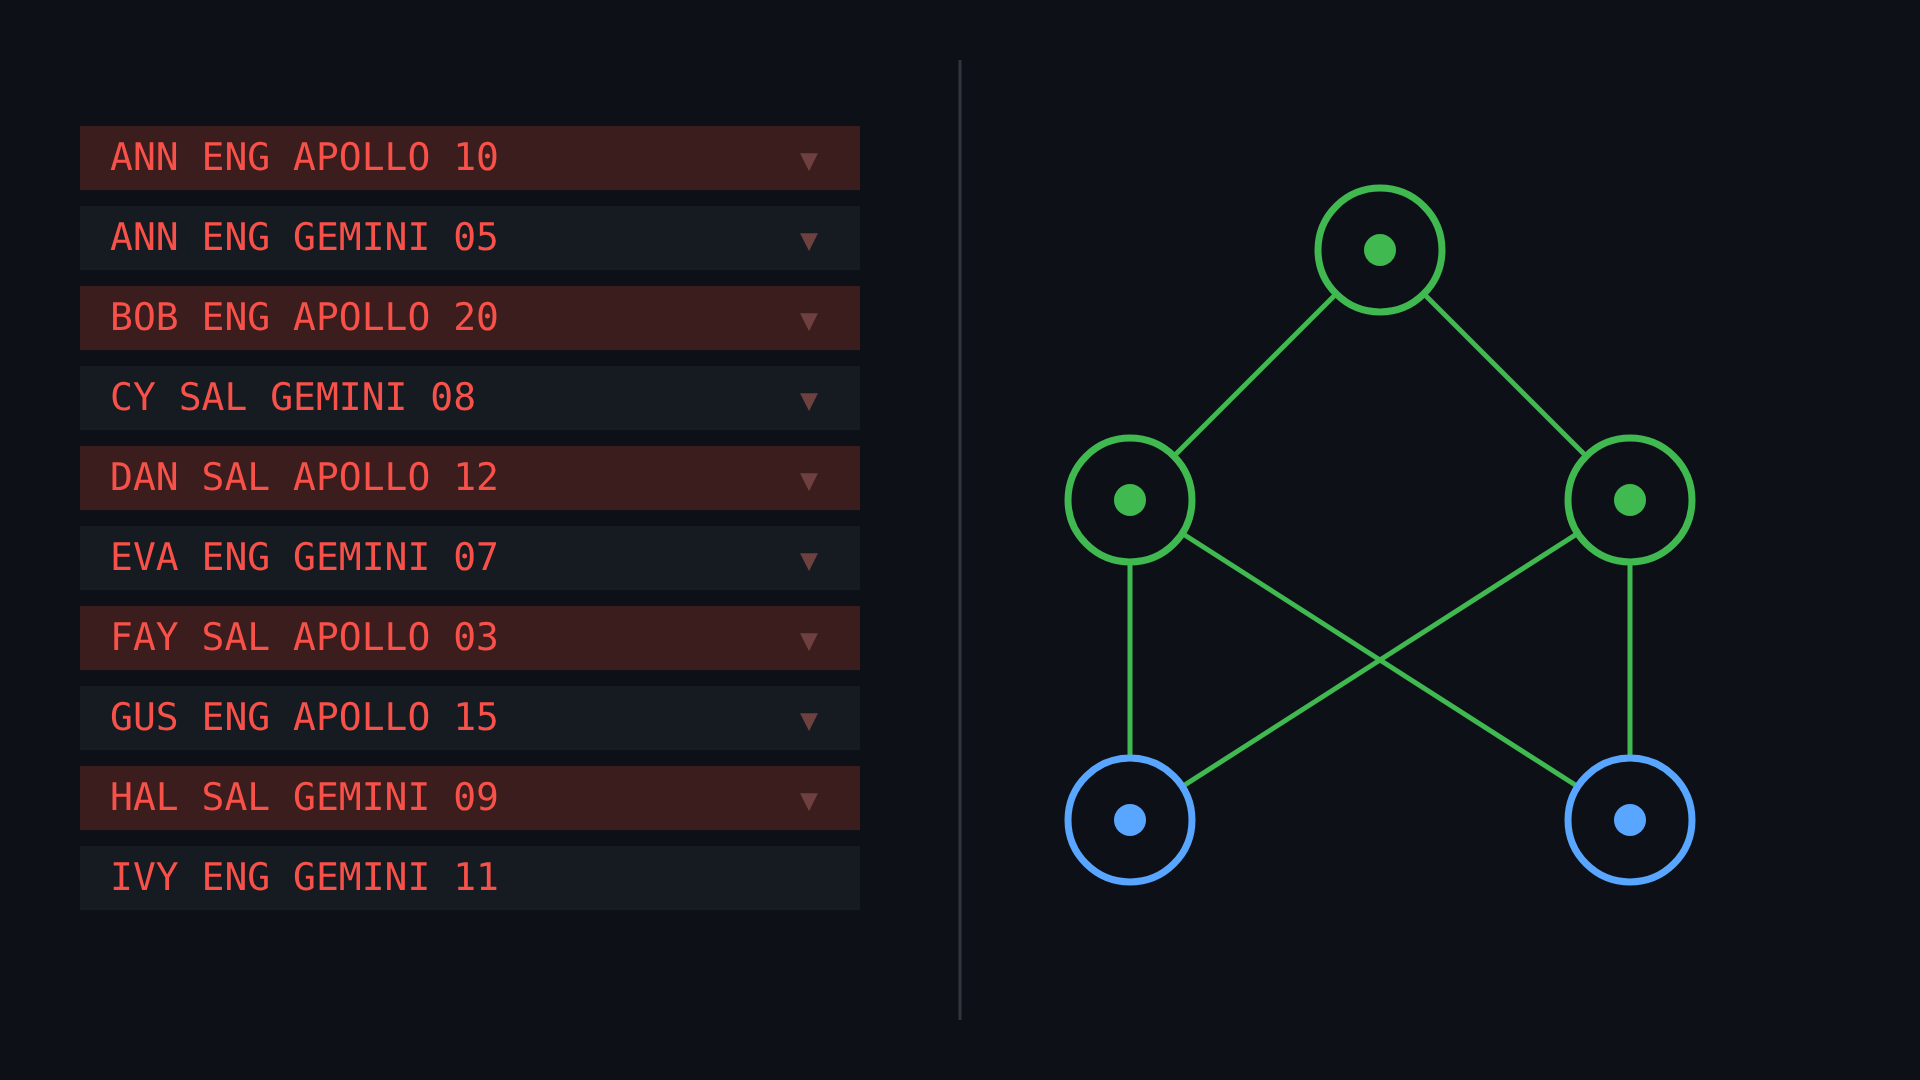 ANN ENG APOLLO 10
ANN ENG GEMINI 05
BOB ENG APOLLO 20
CY SAL GEMINI 08
DAN SAL APOLLO 12
EVA ENG GEMINI 07
FAY SAL APOLLO 03
GUS ENG APOLLO 15
HAL SAL GEMINI 09
IVY ENG GEMINI 11